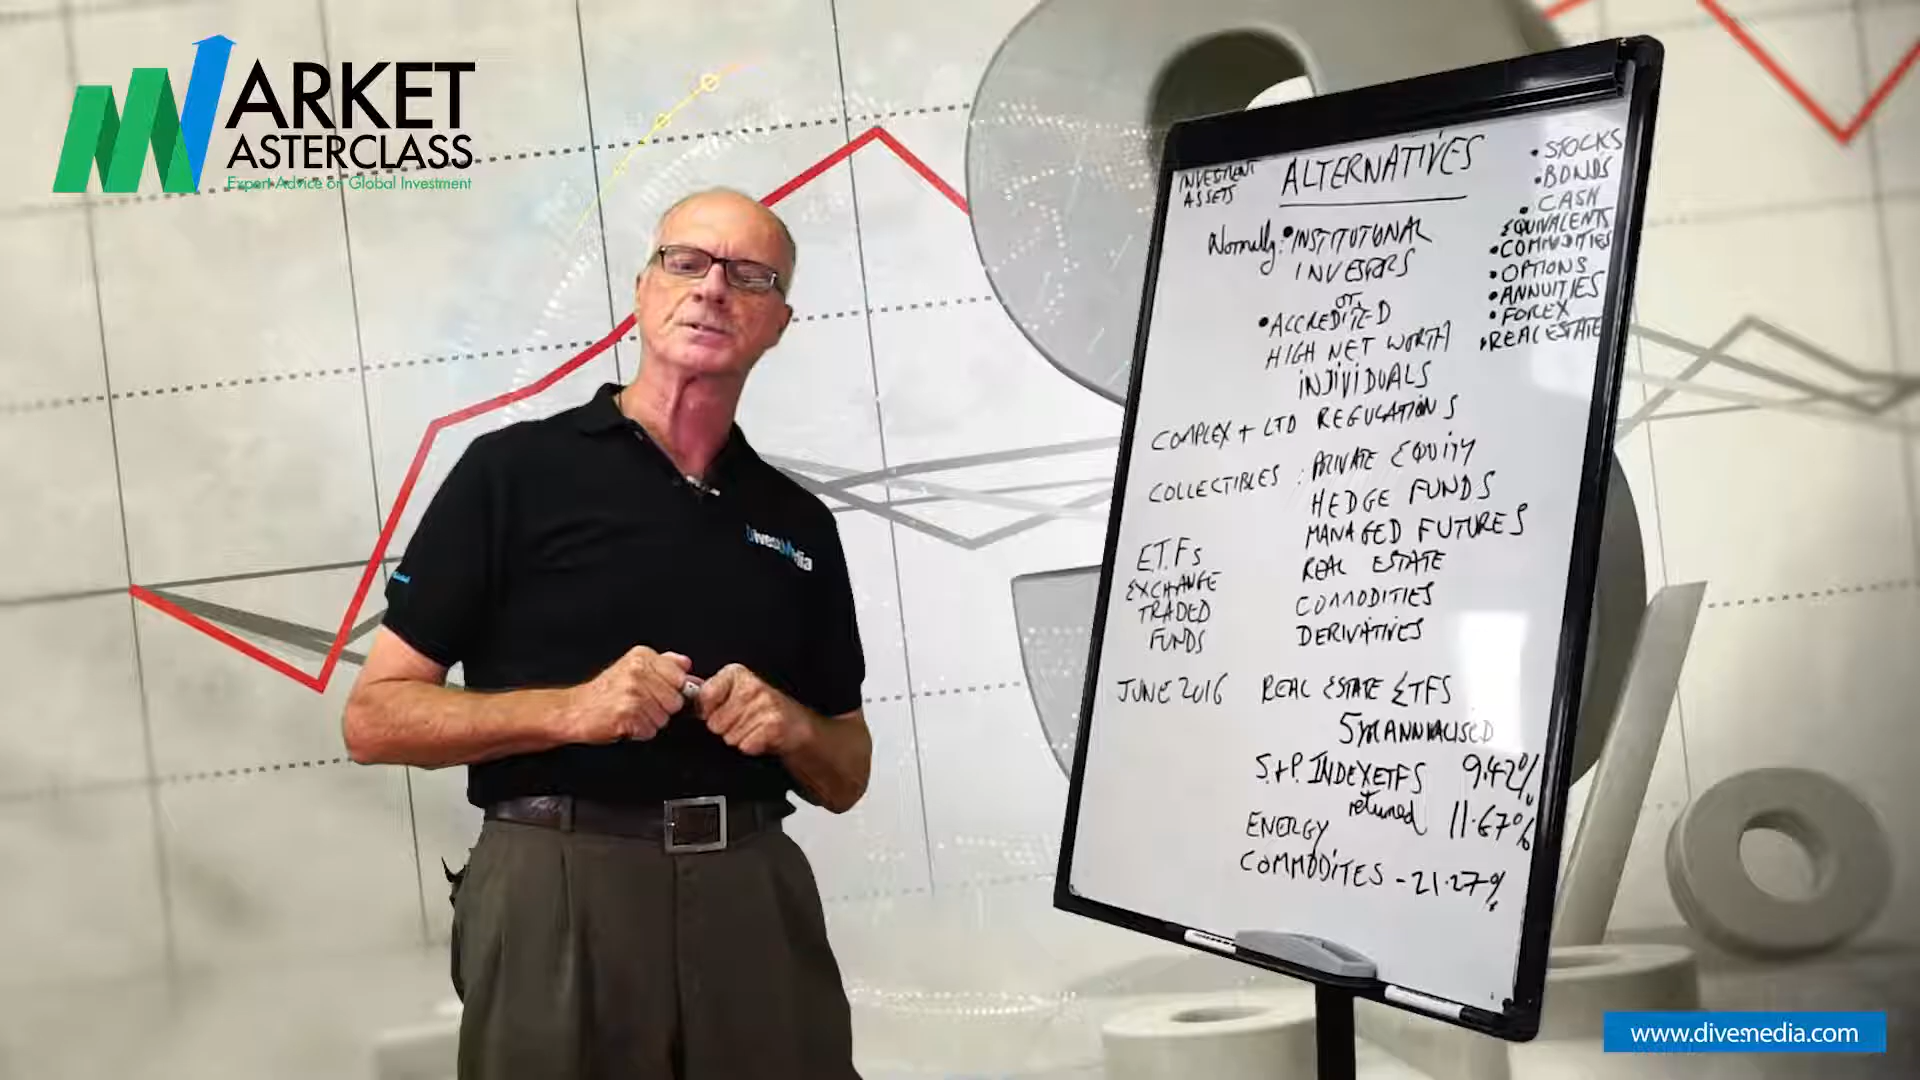 MARKET
MASTERCLASS
Expert Advice on Global Investment
INVESTMENT
ASSETS
ALTERNATIVES
Normally: • INSTITUTIONAL
INVESTORS
or
• ACCREDITED
HIGH NET WORTH
INDIVIDUALS
• STOCKS
• BONDS
• CASH
EQUIVALENTS
• COMMODITIES
• OPTIONS
• ANNUITIES
• FOREX
• REAL ESTATE
COMPLEX + LTD REGULATIONS
COLLECTIBLES : PRIVATE EQUITY
HEDGE FUNDS
MANAGED FUTURES
REAL ESTATE
COMMODITIES
DERIVATIVES
E.T.Fs
EXCHANGE
TRADED
FUNDS
JUNE 2016 REAL ESTATE ETFS
5YR ANNUALISED
9.42%
S.+P. INDEX ETFS
returned 11.67%
ENERGY
COMMODITES -21.27%
www.divesmedia.com